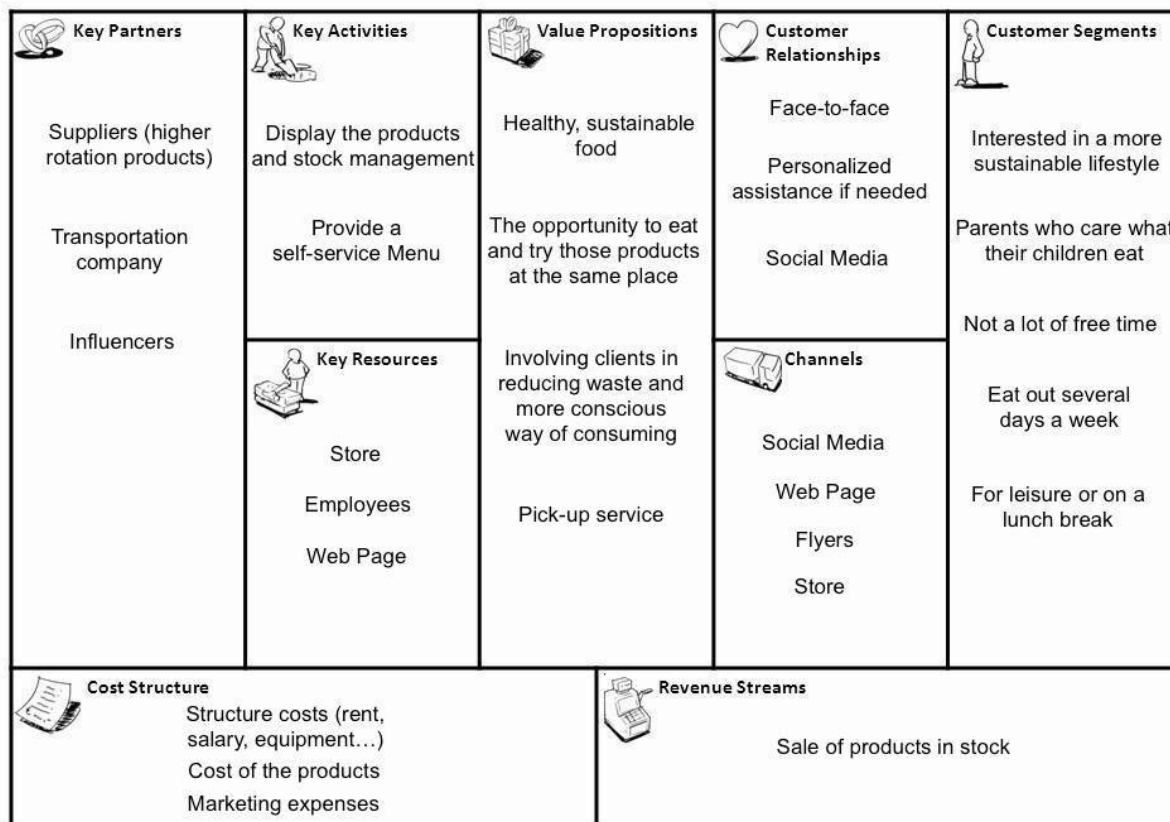 Key Partners
Suppliers (higher
rotation products)
Transportation
company
Influencers
Key Activities
Display the products
and stock management
Provide a
self-service Menu
Key Resources
Store
Employees
Web Page
Value Propositions
Healthy, sustainable
food
The opportunity to eat
and try those products
at the same place
Involving clients in
reducing waste and
more conscious
way of consuming
Pick-up service
Customer
Relationships
Face-to-face
Personalized
assistance if needed
Social Media
Channels
Social Media
Web Page
Flyers
Store
Customer Segments
Interested in a more
sustainable lifestyle
Parents who care what
their children eat
Not a lot of free time
Eat out several
days a week
For leisure or on a
lunch break
Cost Structure
Structure costs (rent,
salary, equipment…)
Cost of the products
Marketing expenses
Revenue Streams
Sale of products in stock